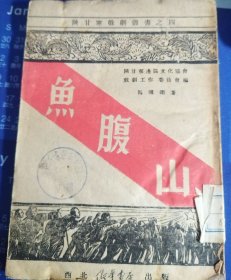 陝甘寧戲劇叢書之四
陝甘寧邊區文化協會
戲劇工作委員會編
馬健翎著
魚腹山
西北新華書店出版